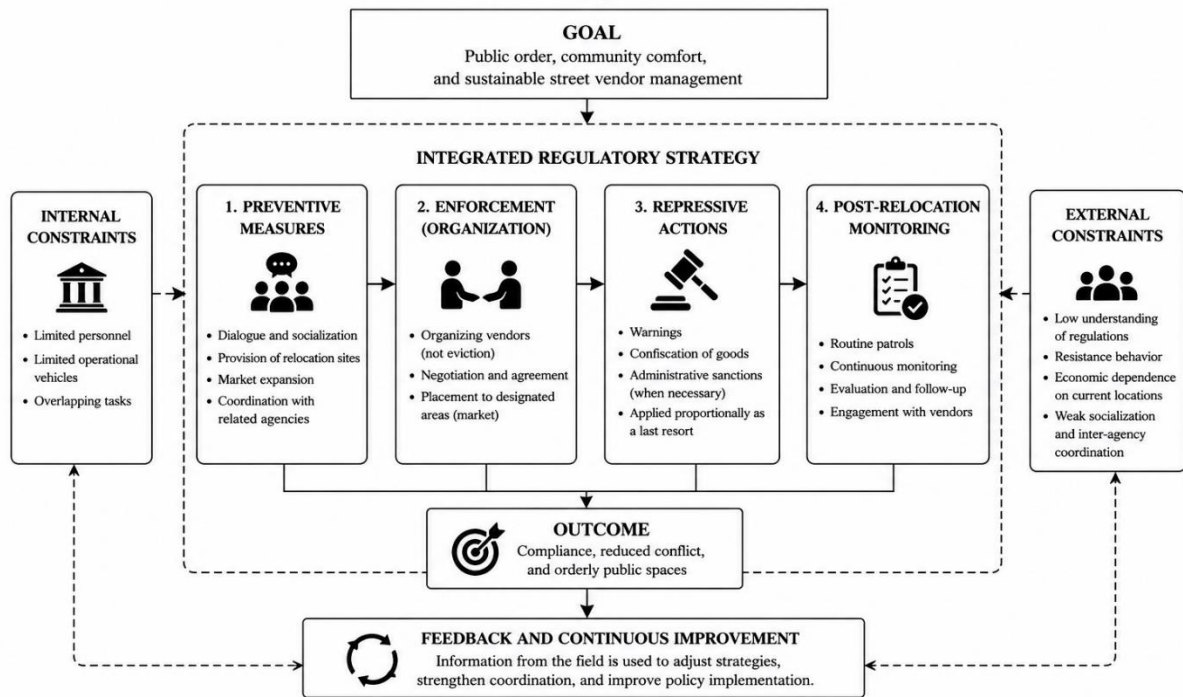 GOAL
Public order, community comfort,
and sustainable street vendor management
INTEGRATED REGULATORY STRATEGY
INTERNAL
CONSTRAINTS
• Limited personnel
• Limited operational
vehicles
• Overlapping tasks
1. PREVENTIVE
MEASURES
• Dialogue and socialization
• Provision of relocation sites
• Market expansion
• Coordination with
related agencies
2. ENFORCEMENT
(ORGANIZATION)
• Organizing vendors
(not eviction)
• Negotiation and agreement
• Placement to designated
areas (market)
3. REPRESSIVE
ACTIONS
• Warnings
• Confiscation of goods
• Administrative sanctions
(when necessary)
• Applied proportionally as
a last resort
4. POST-RELOCATION
MONITORING
• Routine patrols
• Continuous monitoring
• Evaluation and follow-up
• Engagement with vendors
EXTERNAL
CONSTRAINTS
• Low understanding
of regulations
• Resistance behavior
• Economic dependence
on current locations
• Weak socialization
and inter-agency
coordination
OUTCOME
Compliance, reduced conflict,
and orderly public spaces
FEEDBACK AND CONTINUOUS IMPROVEMENT
Information from the field is used to adjust strategies,
strengthen coordination, and improve policy implementation.